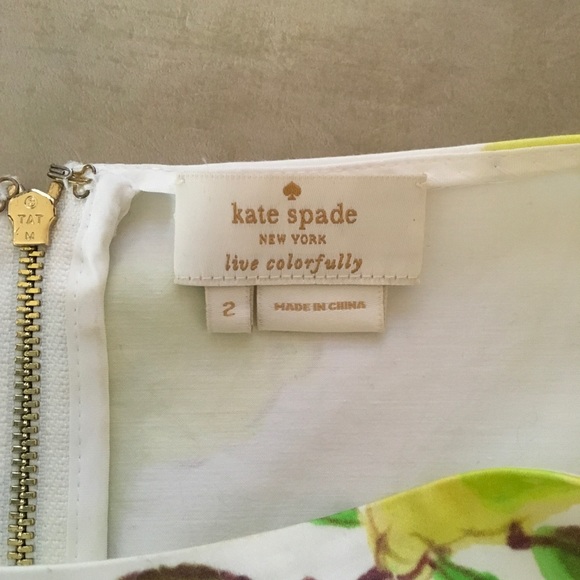 kate spade
NEW YORK
live colorfully
2
MADE IN CHINA
TAT
M